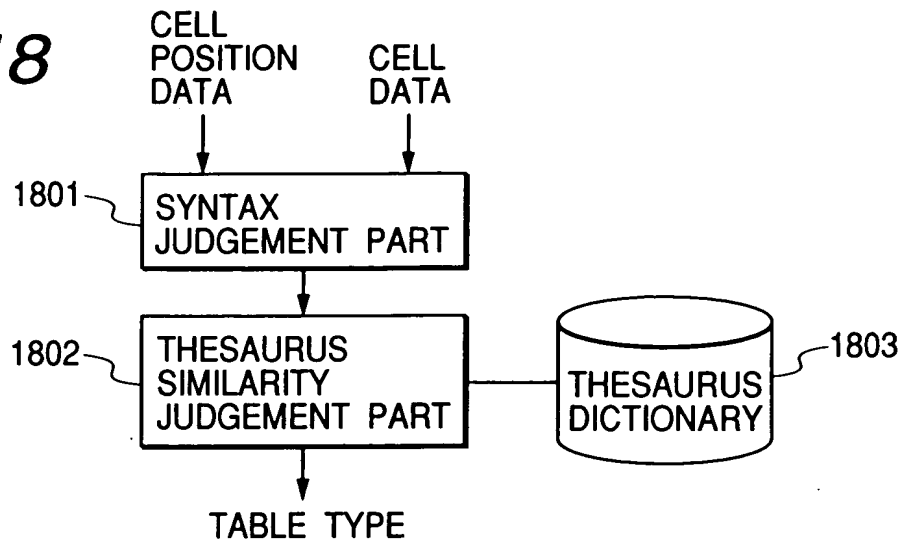 18
CELL
POSITION
DATA
CELL
DATA
1801
SYNTAX
JUDGEMENT PART
1802
THESAURUS
SIMILARITY
JUDGEMENT PART
THESAURUS
DICTIONARY
1803
TABLE TYPE